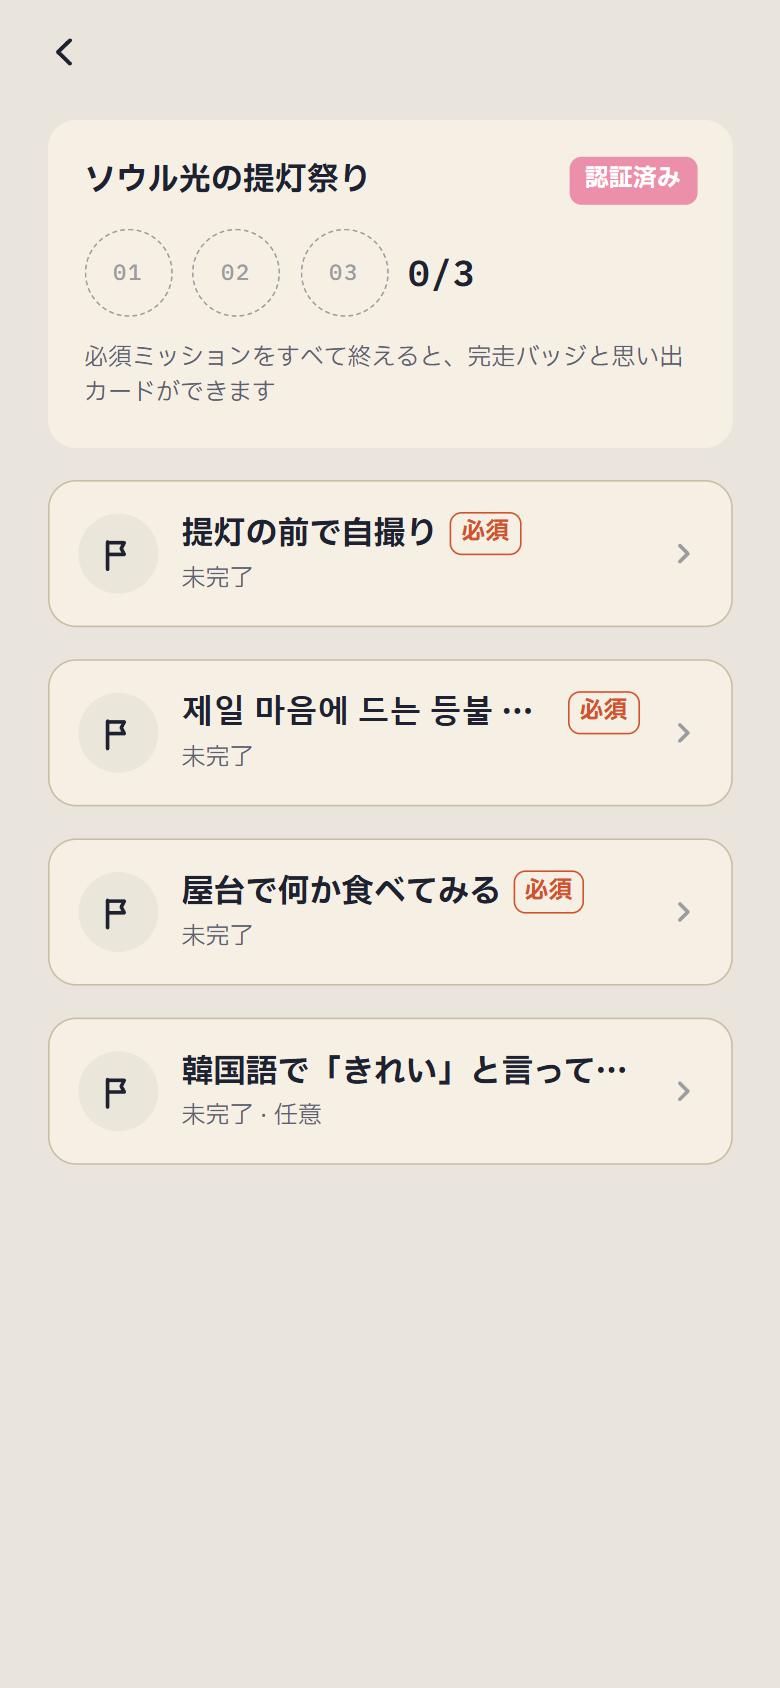 ソウル光の提灯祭り
認証済み
01 02 03 0/3
必須ミッションをすべて終えると、完走バッジと思い出
カードができます
提灯の前で自撮り 必須
未完了
제일 마음에 드는 등불 … 必須
未完了
屋台で何か食べてみる 必須
未完了
韓国語で「きれい」と言って…
未完了 · 任意